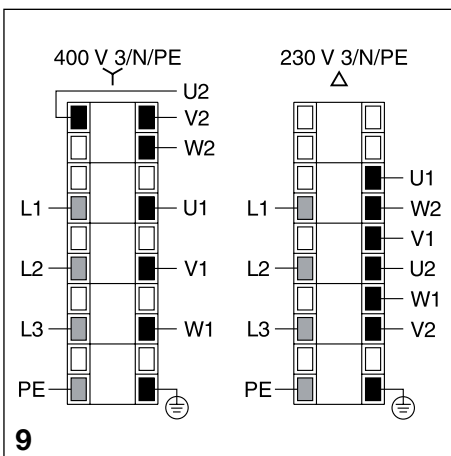 400 V 3/N/PE
230 V 3/N/PE
U2
V2
W2
L1
U1
L2
V1
L3
W1
PE
U1
L1
W2
V1
L2
U2
W1
L3
V2
PE
9